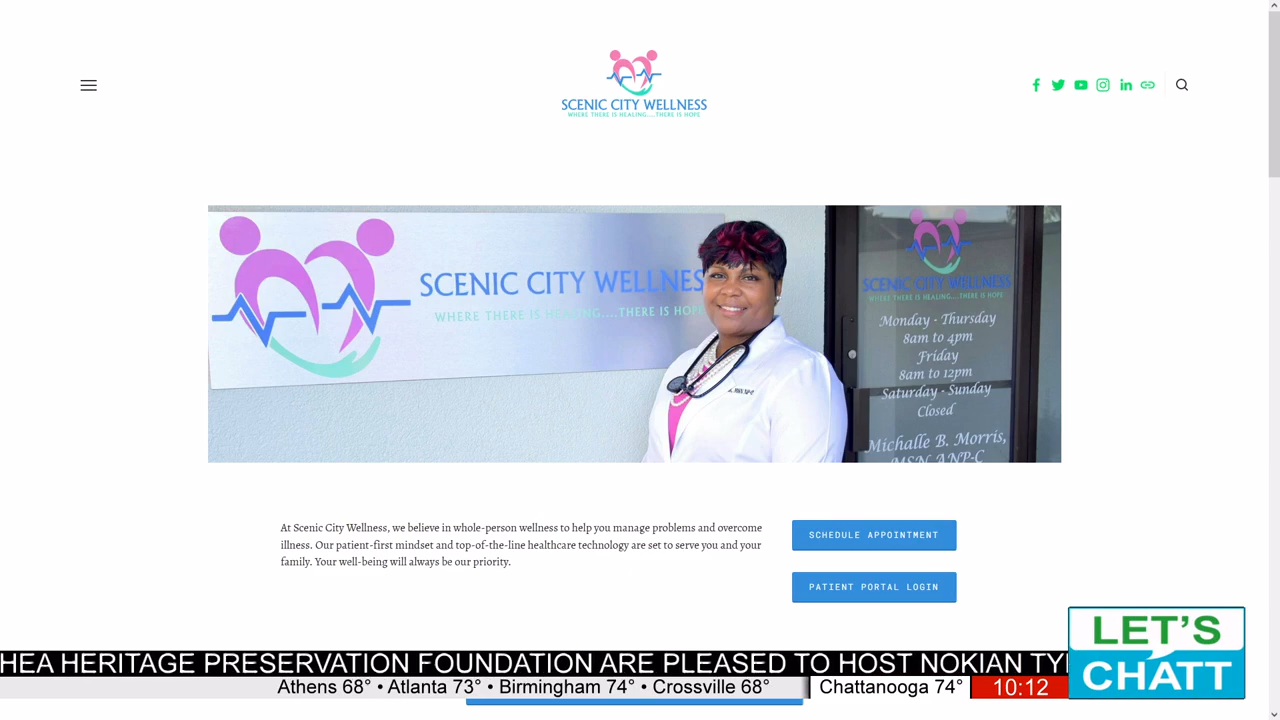 SCENIC CITY WELLNESS
WHERE THERE IS HEALING....THERE IS HOPE
SCENIC CITY WELLNESS
WHERE THERE IS HEALING....THERE IS HOPE
SCENIC CITY WELLNESS
WHERE THERE IS HEALING....THERE IS HOPE
Monday - Thursday
8am to 4pm
Friday
8am to 12pm
Saturday - Sunday
Closed
Michalle B. Morris,
MSN, ANP-C
At Scenic City Wellness, we believe in whole-person wellness to help you manage problems and overcome
illness. Our patient-first mindset and top-of-the-line healthcare technology are set to serve you and your
family. Your well-being will always be our priority.
SCHEDULE APPOINTMENT
PATIENT PORTAL LOGIN
HEA HERITAGE PRESERVATION FOUNDATION ARE PLEASED TO HOST NOKIAN TY
Athens 68° • Atlanta 73° • Birmingham 74° • Crossville 68°
Chattanooga 74°
10:12
LET'S
CHATT